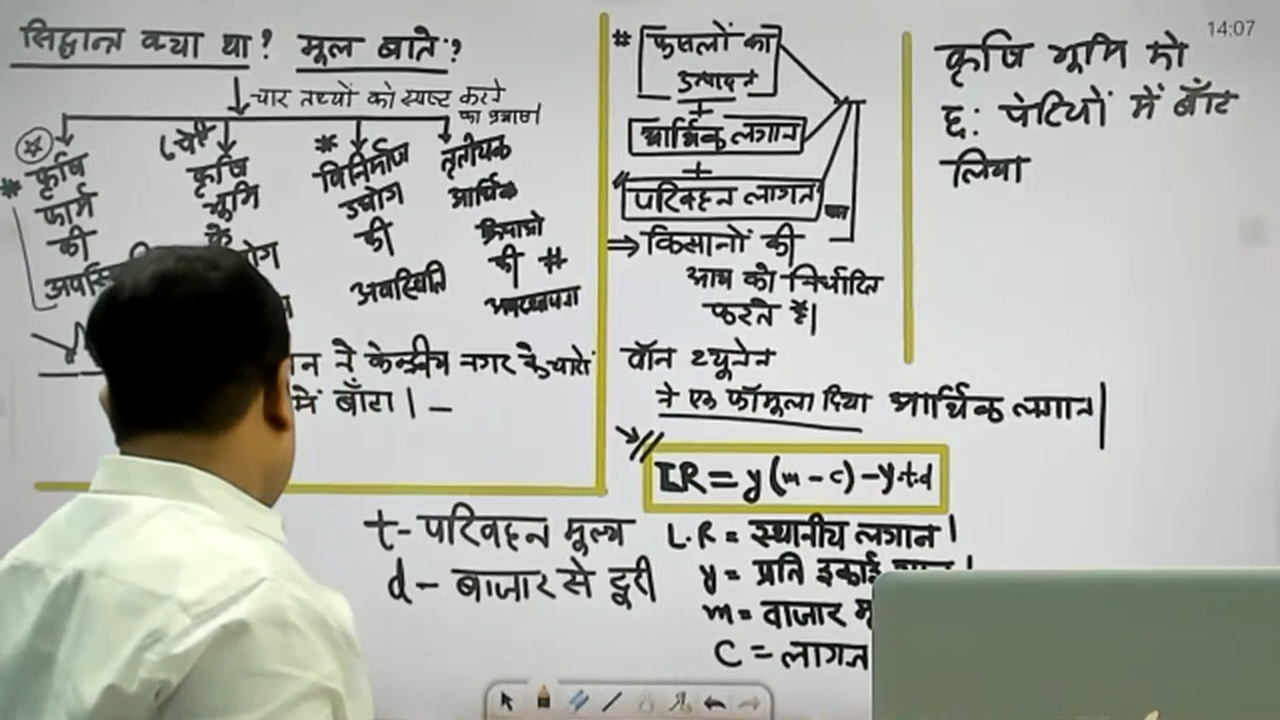 सिद्धान्त क्या था? मूल बाते?
चार तथ्यों को स्पष्ट करने
का प्रयास।
कृषि
फार्म
की
कृषि
भूमि
के
* विनिर्माण
उद्योग
की
अवस्थिति
तृतीयक
आर्थिक
क्रियाओ
की #
ने केन्द्रीय नगर के चारों
में बाँटा। –
# फसलों का
उत्पादन
+
आर्थिक लगान
+
परिवहन लागत
⇒ किसानों की
आय को निर्धारित
करते हैं।
वॉन थ्यूनेन
ने एक फॉमूला दिया आर्थिक लगान।
LR = y(m-c)-y.t.d
t- परिवहन मूल्य
d- बाजार से दूरी
L.R = स्थानीय लगान।
y = प्रति इकाई
m = वाजार
C = लागत
14:07
कृषि भूमि को
छ: पेटियों में बाँट
लिया